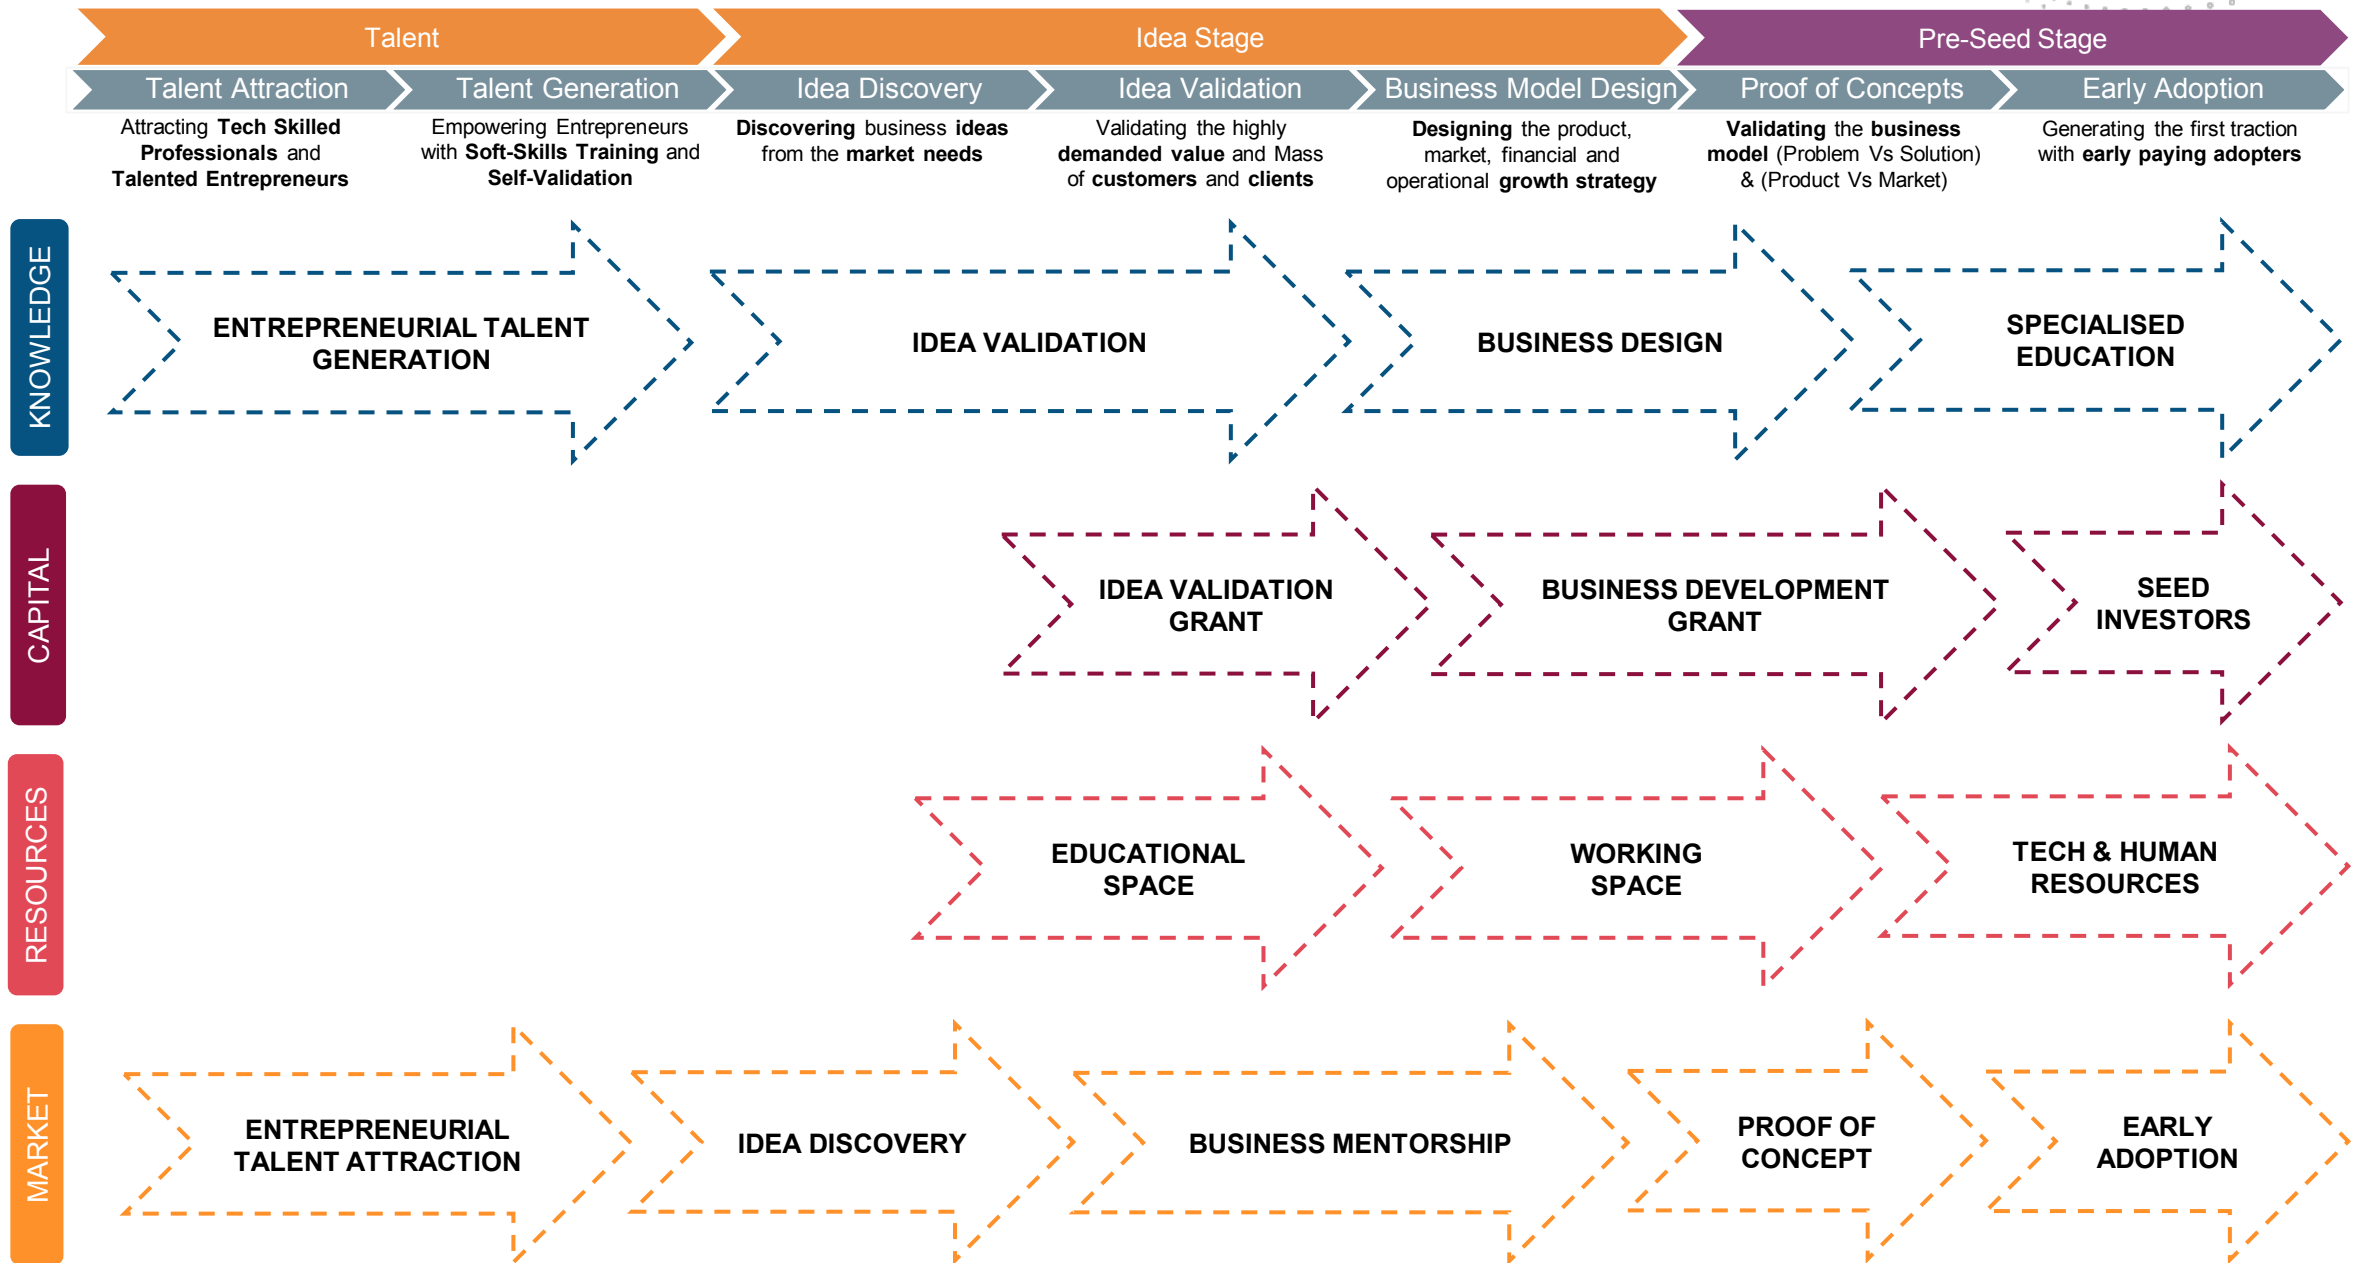 Talent
Idea Stage
Pre-Seed Stage
Talent Attraction
Talent Generation
Idea Discovery
Idea Validation
Business Model Design
Proof of Concepts
Early Adoption
Attracting Tech Skilled
Professionals and
Talented Entrepreneurs
Empowering Entrepreneurs
with Soft-Skills Training and
Self-Validation
Discovering business ideas
from the market needs
Validating the highly
demanded value and Mass
of customers and clients
Designing the product,
market, financial and
operational growth strategy
Validating the business
model (Problem Vs Solution)
& (Product Vs Market)
Generating the first traction
with early paying adopters
KNOWLEDGE
ENTREPRENEURIAL TALENT
GENERATION
IDEA VALIDATION
BUSINESS DESIGN
SPECIALISED
EDUCATION
CAPITAL
IDEA VALIDATION
GRANT
BUSINESS DEVELOPMENT
GRANT
SEED
INVESTORS
RESOURCES
EDUCATIONAL
SPACE
WORKING
SPACE
TECH & HUMAN
RESOURCES
MARKET
ENTREPRENEURIAL
TALENT ATTRACTION
IDEA DISCOVERY
BUSINESS MENTORSHIP
PROOF OF
CONCEPT
EARLY
ADOPTION